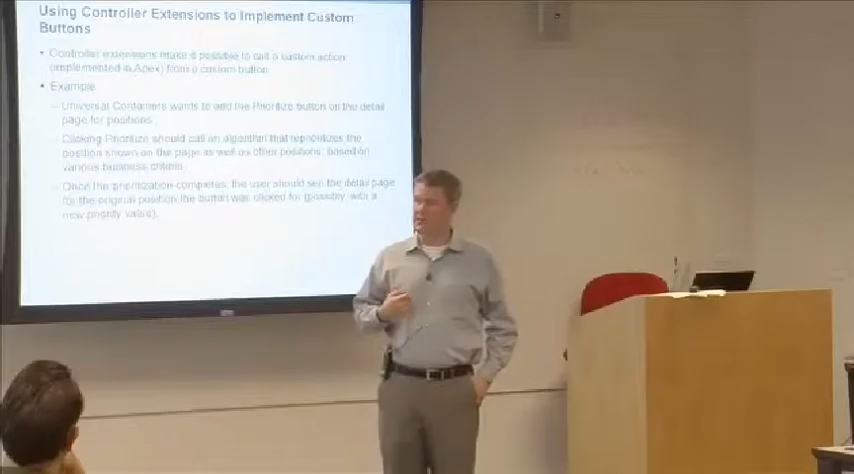 Using Controller Extensions to Implement Custom
Buttons
• Controller extensions make it possible to call a custom action
(implemented in Apex) from a custom button.
• Example
– Universal Containers wants to add the Prioritize button on the detail
page for positions.
– Clicking Prioritize should call an algorithm that reprioritizes the
position shown on the page as well as other positions, based on
various business criteria.
– Once the prioritization completes, the user should see the detail page
for the original position the button was clicked for (possibly with a
new priority value).